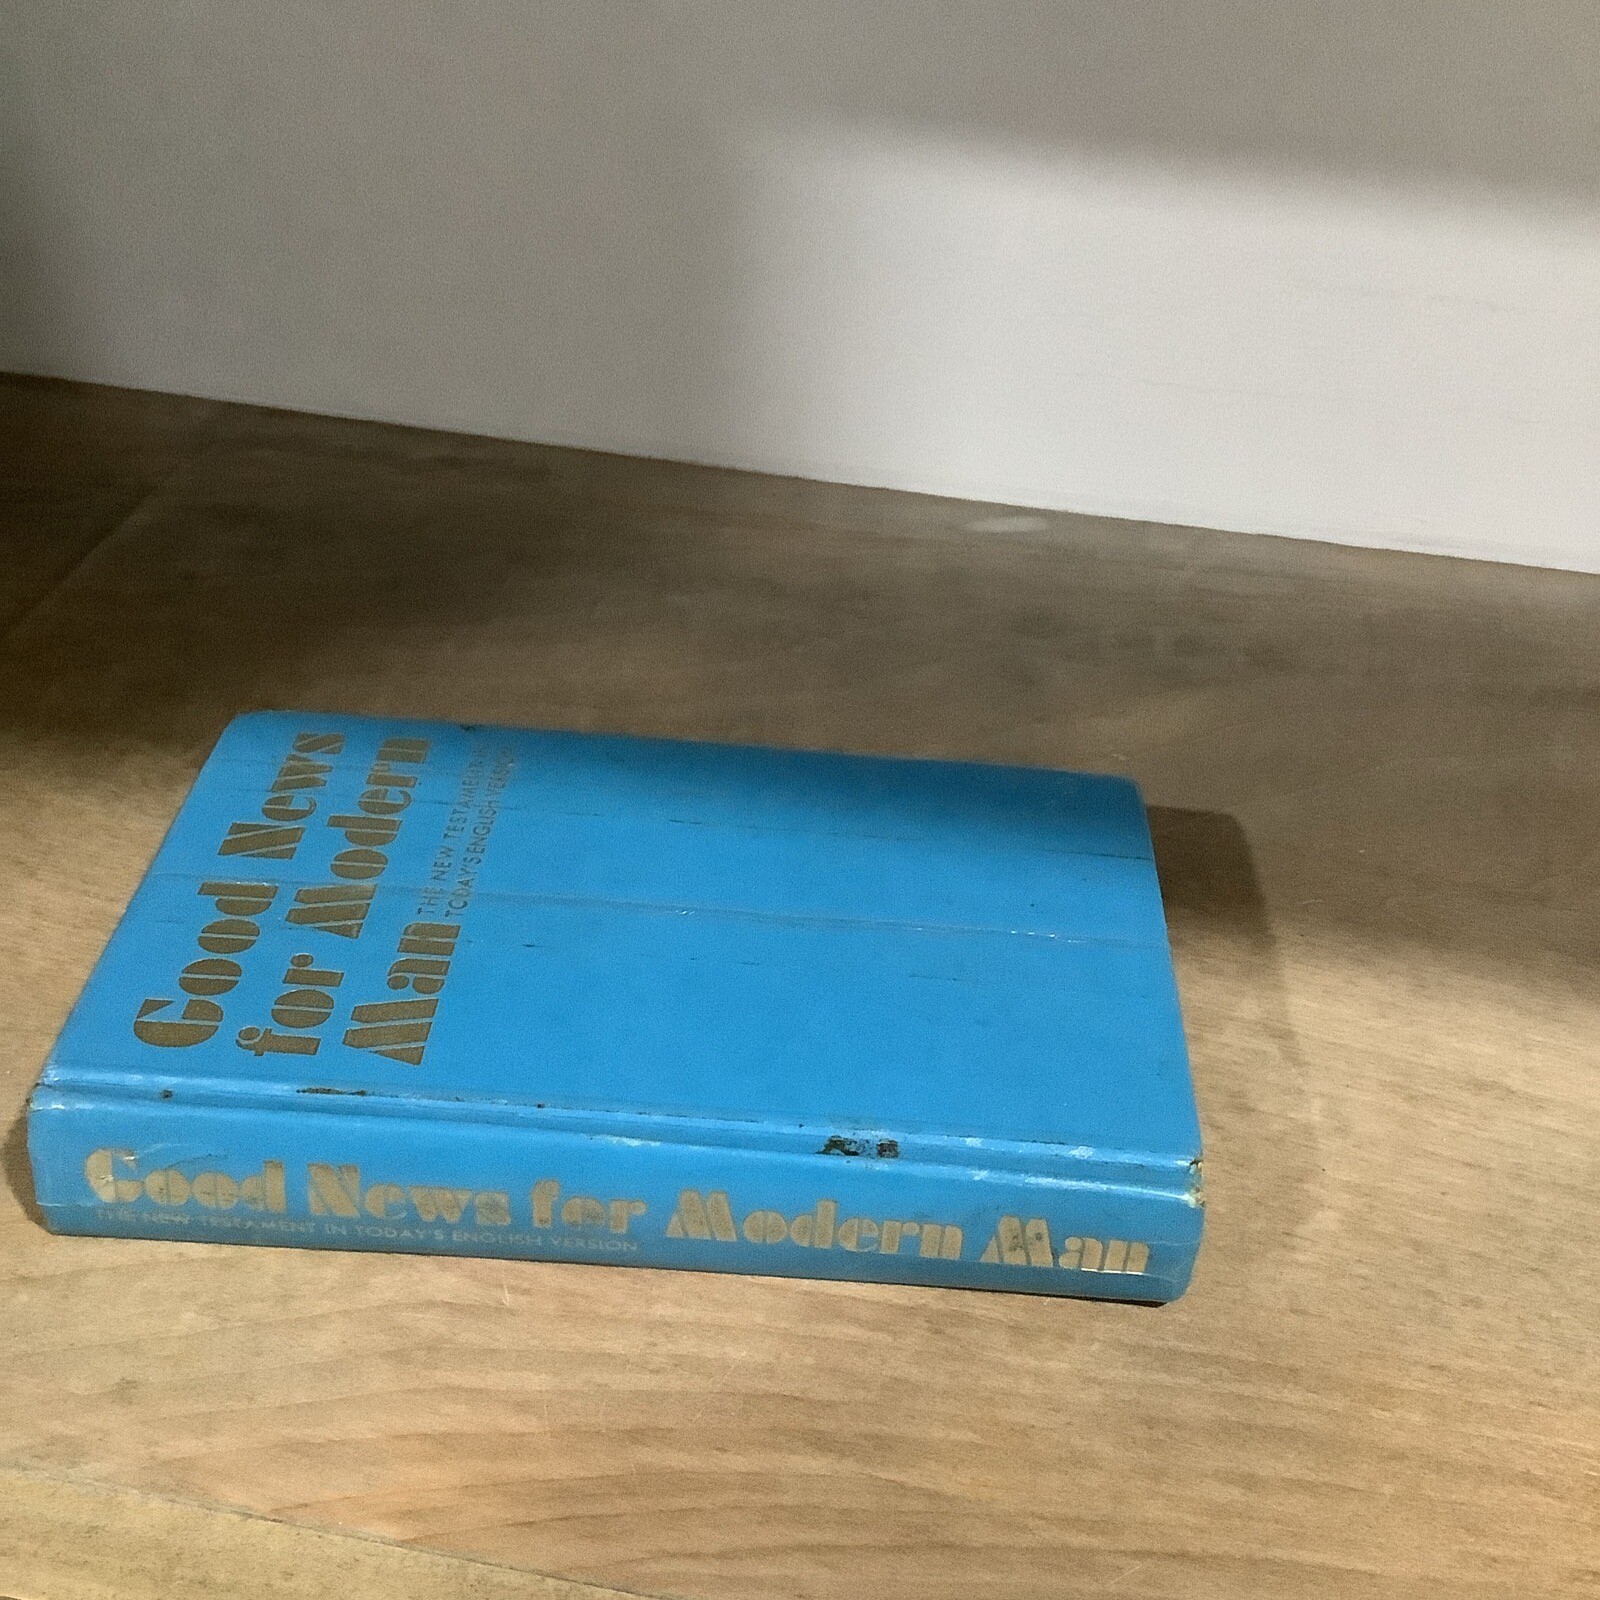 Good News
for Modern
Man
THE NEW TESTAMENT IN
TODAY'S ENGLISH VERSION
Good News for Modern Man
THE NEW TESTAMENT IN TODAY'S ENGLISH VERSION